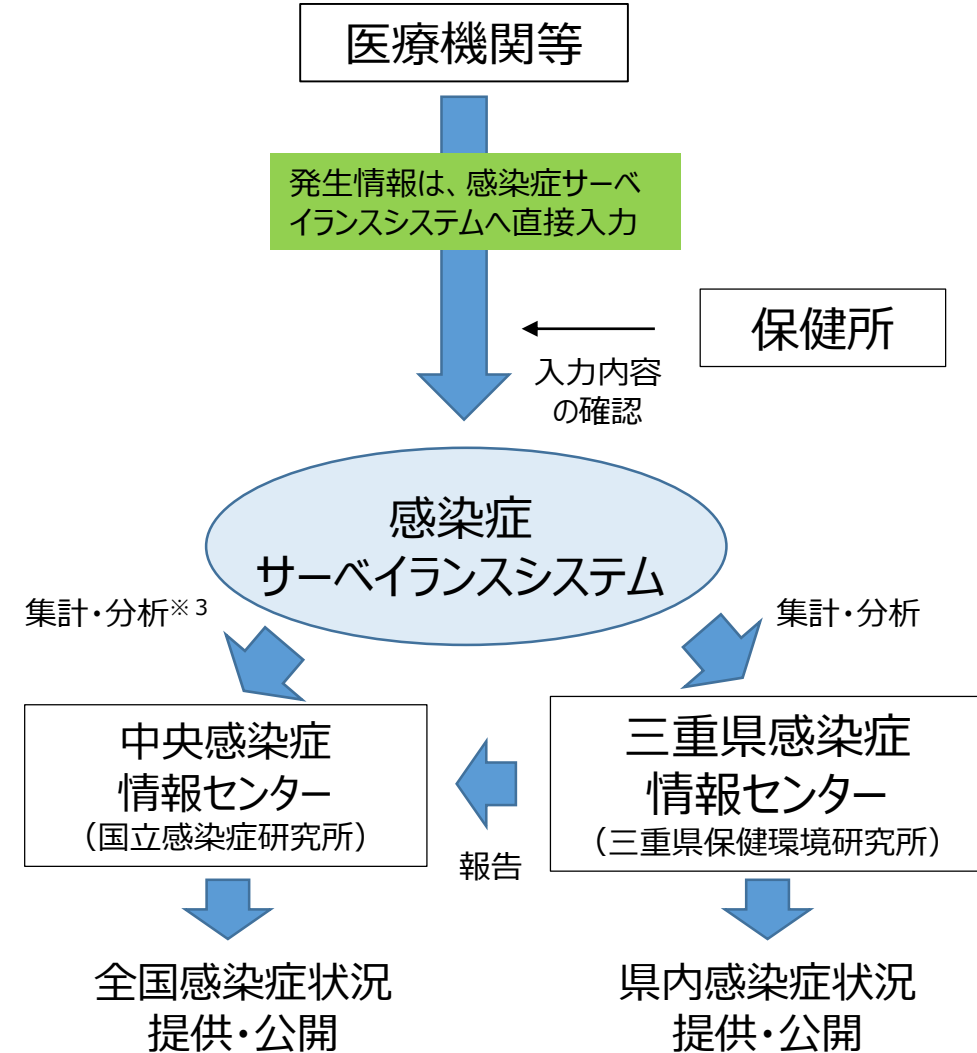 医療機関等
発生情報は、感染症サーベ
イランスシステムへ直接入力
保健所
入力内容
の確認
感染症
サーベイランスシステム
集計・分析※3
集計・分析
中央感染症
情報センター
（国立感染症研究所）
三重県感染症
情報センター
（三重県保健環境研究所）
報告
全国感染症状況
提供・公開
県内感染症状況
提供・公開